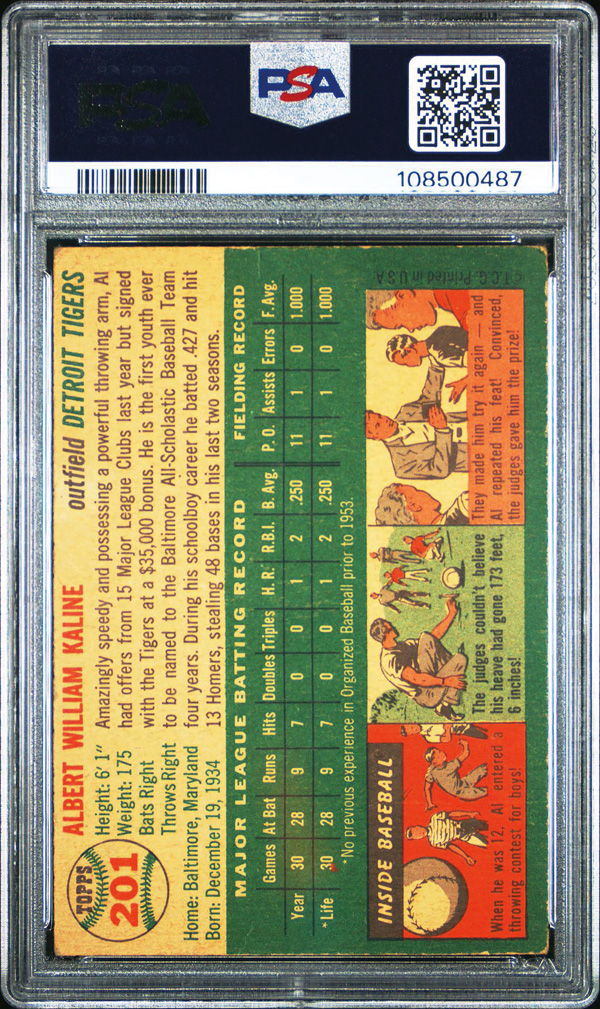 PSA
PSA
108500487
TOPPS
201
ALBERT WILLIAM KALINE
outfield DETROIT TIGERS
Height: 6' 1"
Weight: 175
Bats Right
Throws Right
Home: Baltimore, Maryland
Born: December 19, 1934
Amazingly speedy and possessing a powerful throwing arm, Al
had offers from 15 Major League Clubs last year but signed
with the Tigers at a $35,000 bonus. He is the first youth ever
to be named to the Baltimore All-Scholastic Baseball Team
four years. During his schoolboy career he batted .427 and hit
13 Homers, stealing 48 bases in his last two seasons.
MAJOR LEAGUE BATTING RECORD FIELDING RECORD
Games At Bat Runs Hits Doubles Triples H. R. R.B.I. B. Avg. P. O. Assists Errors F. Avg.
Year 30 28 9 7 0 0 1 2 .250 11 1 0 1.000
*Life 30 28 9 7 0 0 1 2 .250 11 1 0 1.000
*No previous experience in Organized Baseball prior to 1953.
INSIDE BASEBALL
When he was 12, Al entered a
throwing contest for boys!
The judges couldn't believe
his heave had gone 173 feet,
6 inches!
They made him try it again — and
Al repeated his feat! Convinced,
the judges gave him the prize!
© T.C.G. Printed in U S A